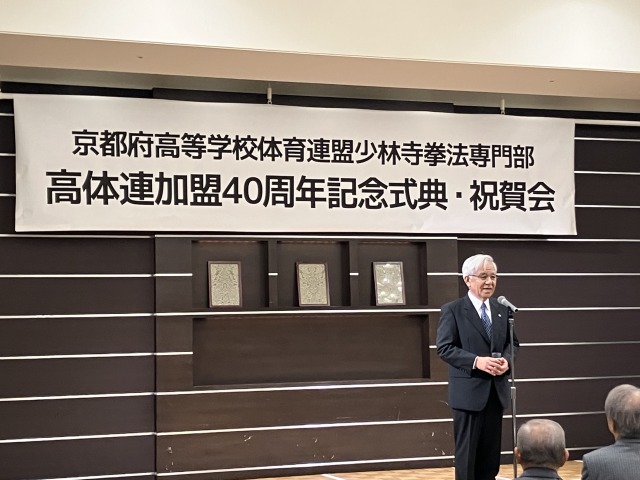 京都府高等学校体育連盟少林寺拳法専門部
高体連加盟40周年記念式典・祝賀会